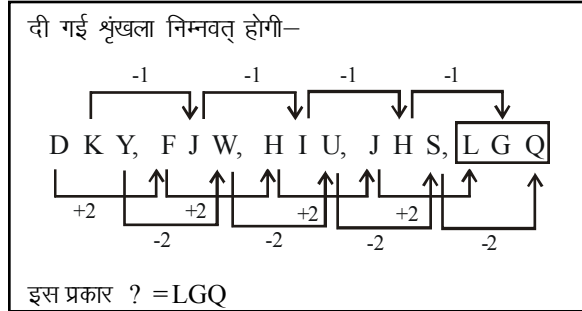 दी गई शृंखला निम्नवत् होगी–
-1 -1 -1 -1
D K Y, F J W, H I U, J H S, L G Q
+2 +2 +2 +2
-2 -2 -2 -2
इस प्रकार ? =LGQ